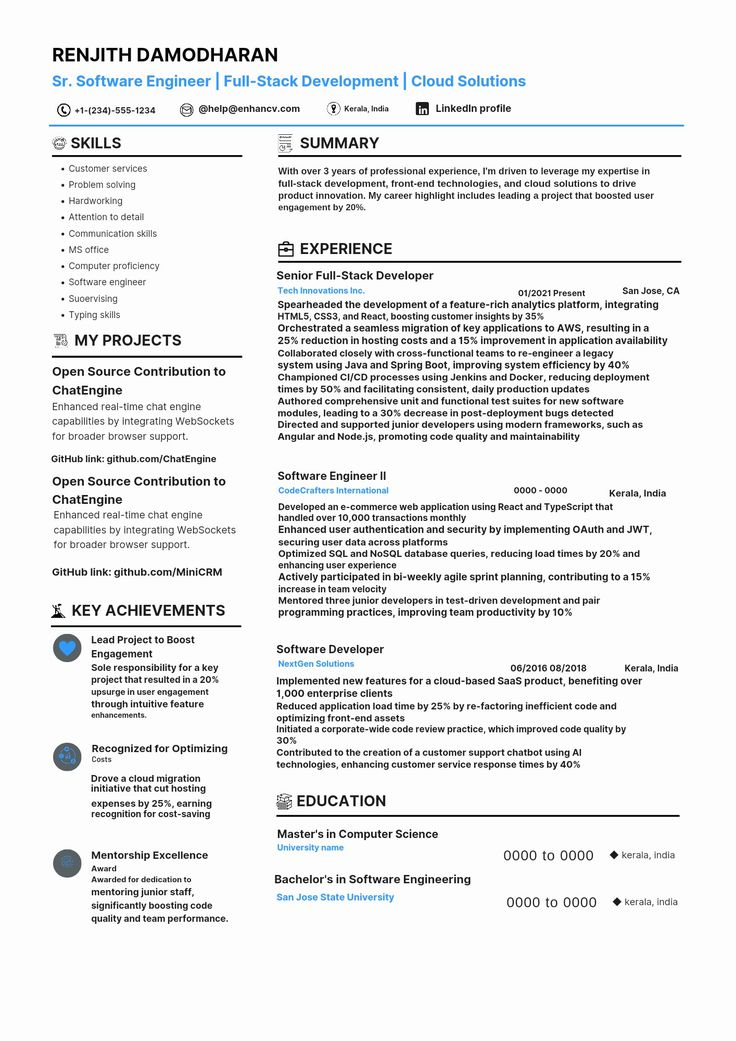 RENJITH DAMODHARAN
Sr. Software Engineer | Full-Stack Development | Cloud Solutions
+1-(234)-555-1234 @help@enhancv.com Kerala, India LinkedIn profile
SKILLS
• Customer services
• Problem solving
• Hardworking
• Attention to detail
• Communication skills
• MS office
• Computer proficiency
• Software engineer
• Suoervising
• Typing skills
MY PROJECTS
Open Source Contribution to
ChatEngine
Enhanced real-time chat engine
capabilities by integrating WebSockets
for broader browser support.
GitHub link: github.com/ChatEngine
Open Source Contribution to
ChatEngine
Enhanced real-time chat engine
capabilities by integrating WebSockets
for broader browser support.
GitHub link: github.com/MiniCRM
KEY ACHIEVEMENTS
Lead Project to Boost
Engagement
Sole responsibility for a key
project that resulted in a 20%
upsurge in user engagement
through intuitive feature
enhancements.
Recognized for Optimizing
Costs
Drove a cloud migration
initiative that cut hosting
expenses by 25%, earning
recognition for cost-saving
Mentorship Excellence
Award
Awarded for dedication to
mentoring junior staff,
significantly boosting code
quality and team performance.
SUMMARY
With over 3 years of professional experience, I'm driven to leverage my expertise in
full-stack development, front-end technologies, and cloud solutions to drive
product innovation. My career highlight includes leading a project that boosted user
engagement by 20%.
EXPERIENCE
Senior Full-Stack Developer
Tech Innovations Inc. 01/2021 Present San Jose, CA
Spearheaded the development of a feature-rich analytics platform, integrating
HTML5, CSS3, and React, boosting customer insights by 35%
Orchestrated a seamless migration of key applications to AWS, resulting in a
25% reduction in hosting costs and a 15% improvement in application availability
Collaborated closely with cross-functional teams to re-engineer a legacy
system using Java and Spring Boot, improving system efficiency by 40%
Championed CI/CD processes using Jenkins and Docker, reducing deployment
times by 50% and facilitating consistent, daily production updates
Authored comprehensive unit and functional test suites for new software
modules, leading to a 30% decrease in post-deployment bugs detected
Directed and supported junior developers using modern frameworks, such as
Angular and Node.js, promoting code quality and maintainability
Software Engineer II
CodeCrafters International 0000 - 0000 Kerala, India
Developed an e-commerce web application using React and TypeScript that
handled over 10,000 transactions monthly
Enhanced user authentication and security by implementing OAuth and JWT,
securing user data across platforms
Optimized SQL and NoSQL database queries, reducing load times by 20% and
enhancing user experience
Actively participated in bi-weekly agile sprint planning, contributing to a 15%
increase in team velocity
Mentored three junior developers in test-driven development and pair
programming practices, improving team productivity by 10%
Software Developer
NextGen Solutions 06/2016 08/2018 Kerala, India
Implemented new features for a cloud-based SaaS product, benefiting over
1,000 enterprise clients
Reduced application load time by 25% by re-factoring inefficient code and
optimizing front-end assets
Initiated a corporate-wide code review practice, which improved code quality by
30%
Contributed to the creation of a customer support chatbot using AI
technologies, enhancing customer service response times by 40%
EDUCATION
Master's in Computer Science
University name 0000 to 0000 ◆ kerala, india
Bachelor's in Software Engineering
San Jose State University 0000 to 0000 ◆ kerala, india